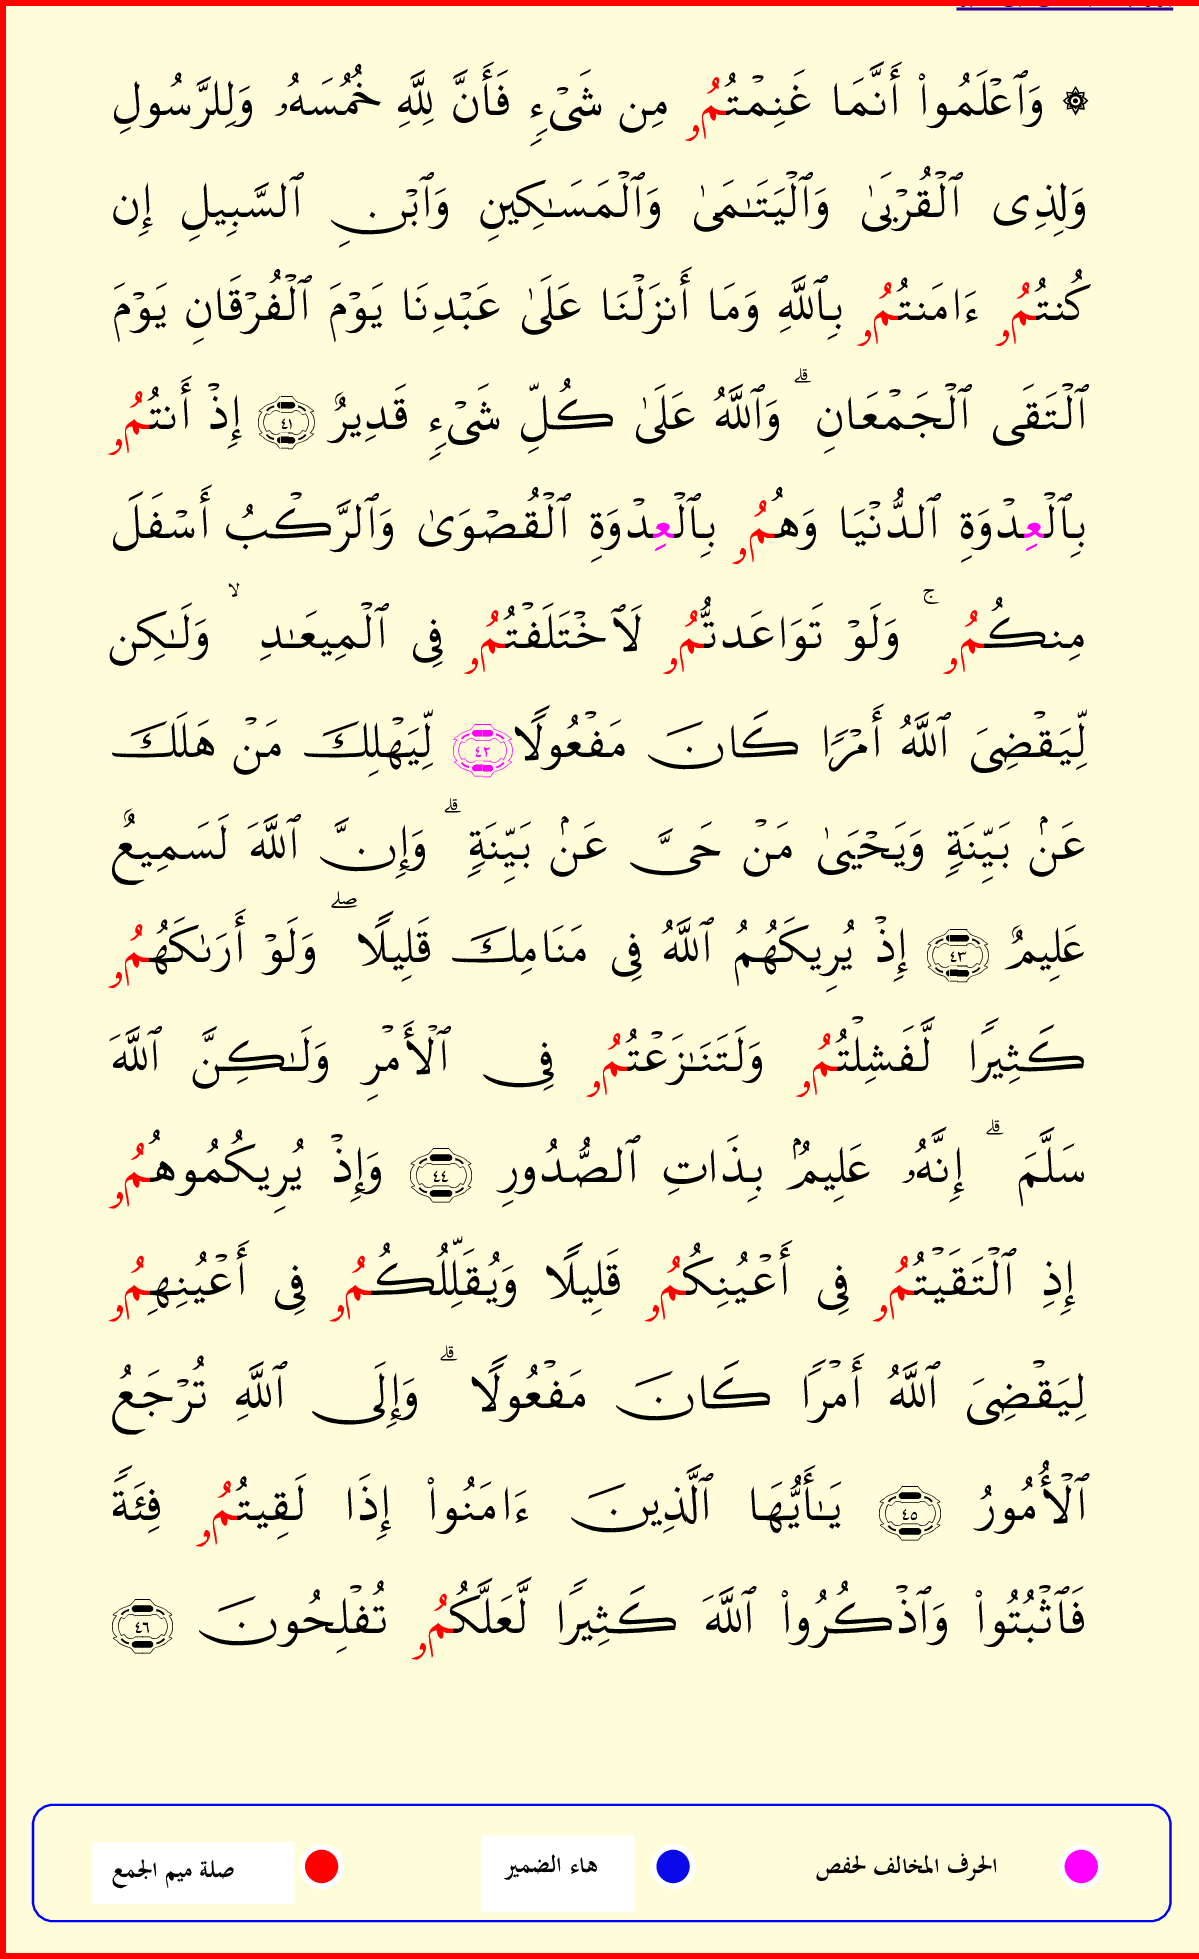 ۞ وَٱعۡلَمُوٓاْ أَنَّمَا غَنِمۡتُمُۥ مِن شَيۡءٖ فَأَنَّ لِلَّهِ خُمُسَهُۥ وَلِلرَّسُولِ
وَلِذِي ٱلۡقُرۡبَىٰ وَٱلۡيَتَٰمَىٰ وَٱلۡمَسَٰكِينِ وَٱبۡنِ ٱلسَّبِيلِ إِن
كُنتُمُۥ ءَامَنتُمُۥ بِٱللَّهِ وَمَا أَنزَلۡنَا عَلَىٰ عَبۡدِنَا يَوۡمَ ٱلۡفُرۡقَانِ يَوۡمَ
ٱلۡتَقَى ٱلۡجَمۡعَانِۗ وَٱللَّهُ عَلَىٰ كُلِّ شَيۡءٖ قَدِيرٌ ٤١ إِذۡ أَنتُمُۥ
بِٱلۡعِدۡوَةِ ٱلدُّنۡيَا وَهُمُۥ بِٱلۡعِدۡوَةِ ٱلۡقُصۡوَىٰ وَٱلرَّكۡبُ أَسۡفَلَ
مِنكُمُۥۚ وَلَوۡ تَوَاعَدتُّمُۥ لَٱخۡتَلَفۡتُمُۥ فِي ٱلۡمِيعَٰدِۙ وَلَٰكِن
لِّيَقۡضِيَ ٱللَّهُ أَمۡرٗا كَانَ مَفۡعُولٗا ٤٢ لِّيَهۡلِكَ مَنۡ هَلَكَ
عَنۢ بَيِّنَةٖ وَيَحۡيَىٰ مَنۡ حَيَّ عَنۢ بَيِّنَةٖۗ وَإِنَّ ٱللَّهَ لَسَمِيعٌ
عَلِيمٌ ٤٣ إِذۡ يُرِيكَهُمُ ٱللَّهُ فِي مَنَامِكَ قَلِيلٗاۖ وَلَوۡ أَرَىٰكَهُمُۥ
كَثِيرٗا لَّفَشِلۡتُمُۥ وَلَتَنَٰزَعۡتُمُۥ فِي ٱلۡأَمۡرِ وَلَٰكِنَّ ٱللَّهَ
سَلَّمَۗ إِنَّهُۥ عَلِيمُۢ بِذَاتِ ٱلصُّدُورِ ٤٤ وَإِذۡ يُرِيكُمُوهُمُۥ
إِذِ ٱلۡتَقَيۡتُمُۥ فِي أَعۡيُنِكُمُۥ قَلِيلٗا وَيُقَلِّلُكُمُۥ فِي أَعۡيُنِهِمُۥ
لِيَقۡضِيَ ٱللَّهُ أَمۡرٗا كَانَ مَفۡعُولٗاۗ وَإِلَى ٱللَّهِ تُرۡجَعُ
ٱلۡأُمُورُ ٤٥ يَٰأَيُّهَا ٱلَّذِينَ ءَامَنُواْ إِذَا لَقِيتُمُۥ فِئَةٗ
فَٱثۡبُتُواْ وَٱذۡكُرُواْ ٱللَّهَ كَثِيرٗا لَّعَلَّكُمُۥ تُفۡلِحُونَ ٤٦
الحرف المخالف لحفص هاء الضمير صلة ميم الجمع